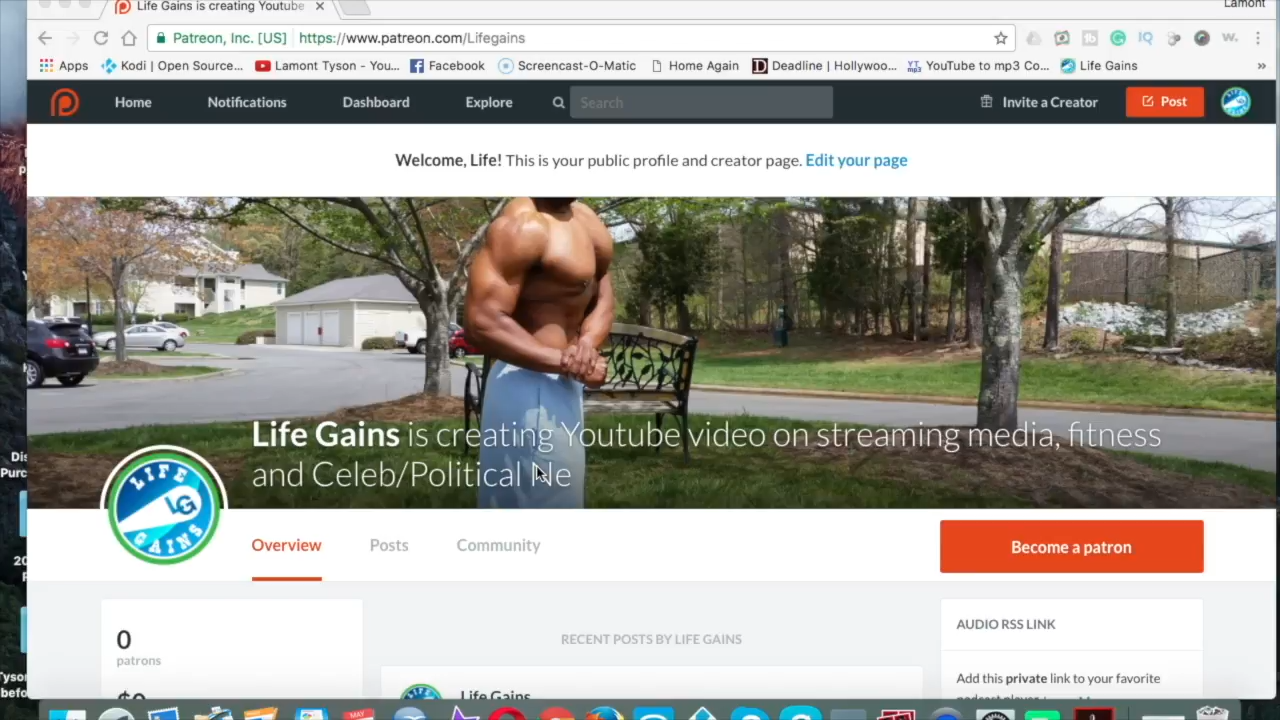 Life Gains is creating Youtube
Lamont
Patreon, Inc. [US] https://www.patreon.com/Lifegains
Apps Kodi | Open Source... Lamont Tyson - You... Facebook Screencast-O-Matic Home Again Deadline | Hollywoo... YouTube to mp3 Co... Life Gains »
Home Notifications Dashboard Explore Search Invite a Creator Post
Welcome, Life! This is your public profile and creator page. Edit your page
Life Gains is creating Youtube video on streaming media, fitness
and Celeb/Political Ne
LIFE
LG
GAINS
Overview Posts Community Become a patron
0
patrons
RECENT POSTS BY LIFE GAINS
AUDIO RSS LINK
Add this private link to your favorite
Life Gains
MAY